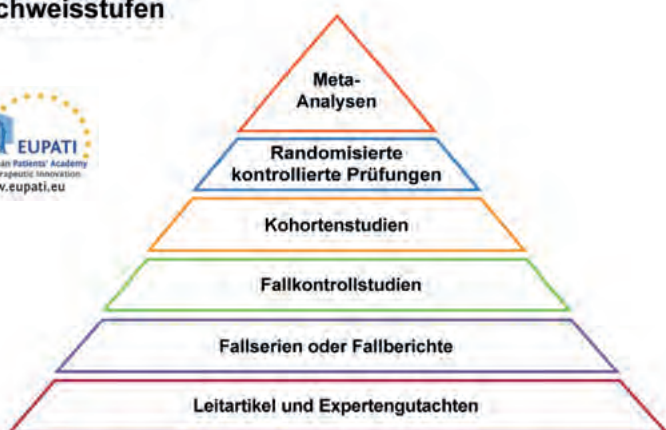 chweisstufen
EUPATI
an Patients' Academy
rapeutic Innovation
w.eupati.eu
Meta-
Analysen
Randomisierte
kontrollierte Prüfungen
Kohortenstudien
Fallkontrollstudien
Fallserien oder Fallberichte
Leitartikel und Expertengutachten